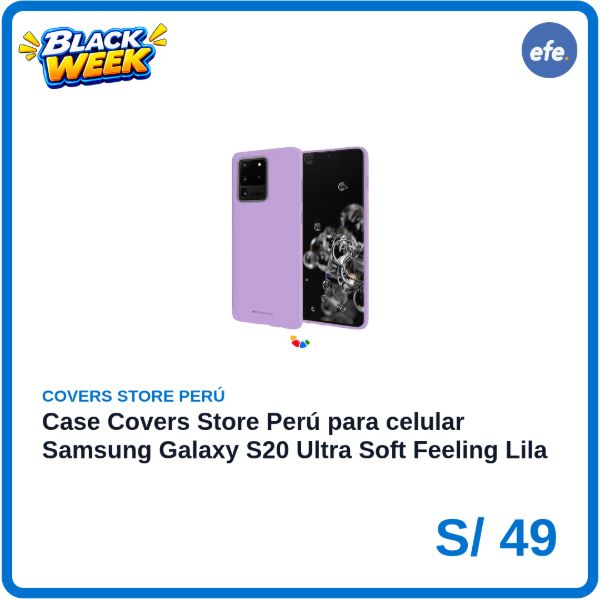 BLACK
WEEK
efe.
COVERS STORE PERÚ
Case Covers Store Perú para celular
Samsung Galaxy S20 Ultra Soft Feeling Lila
S/ 49